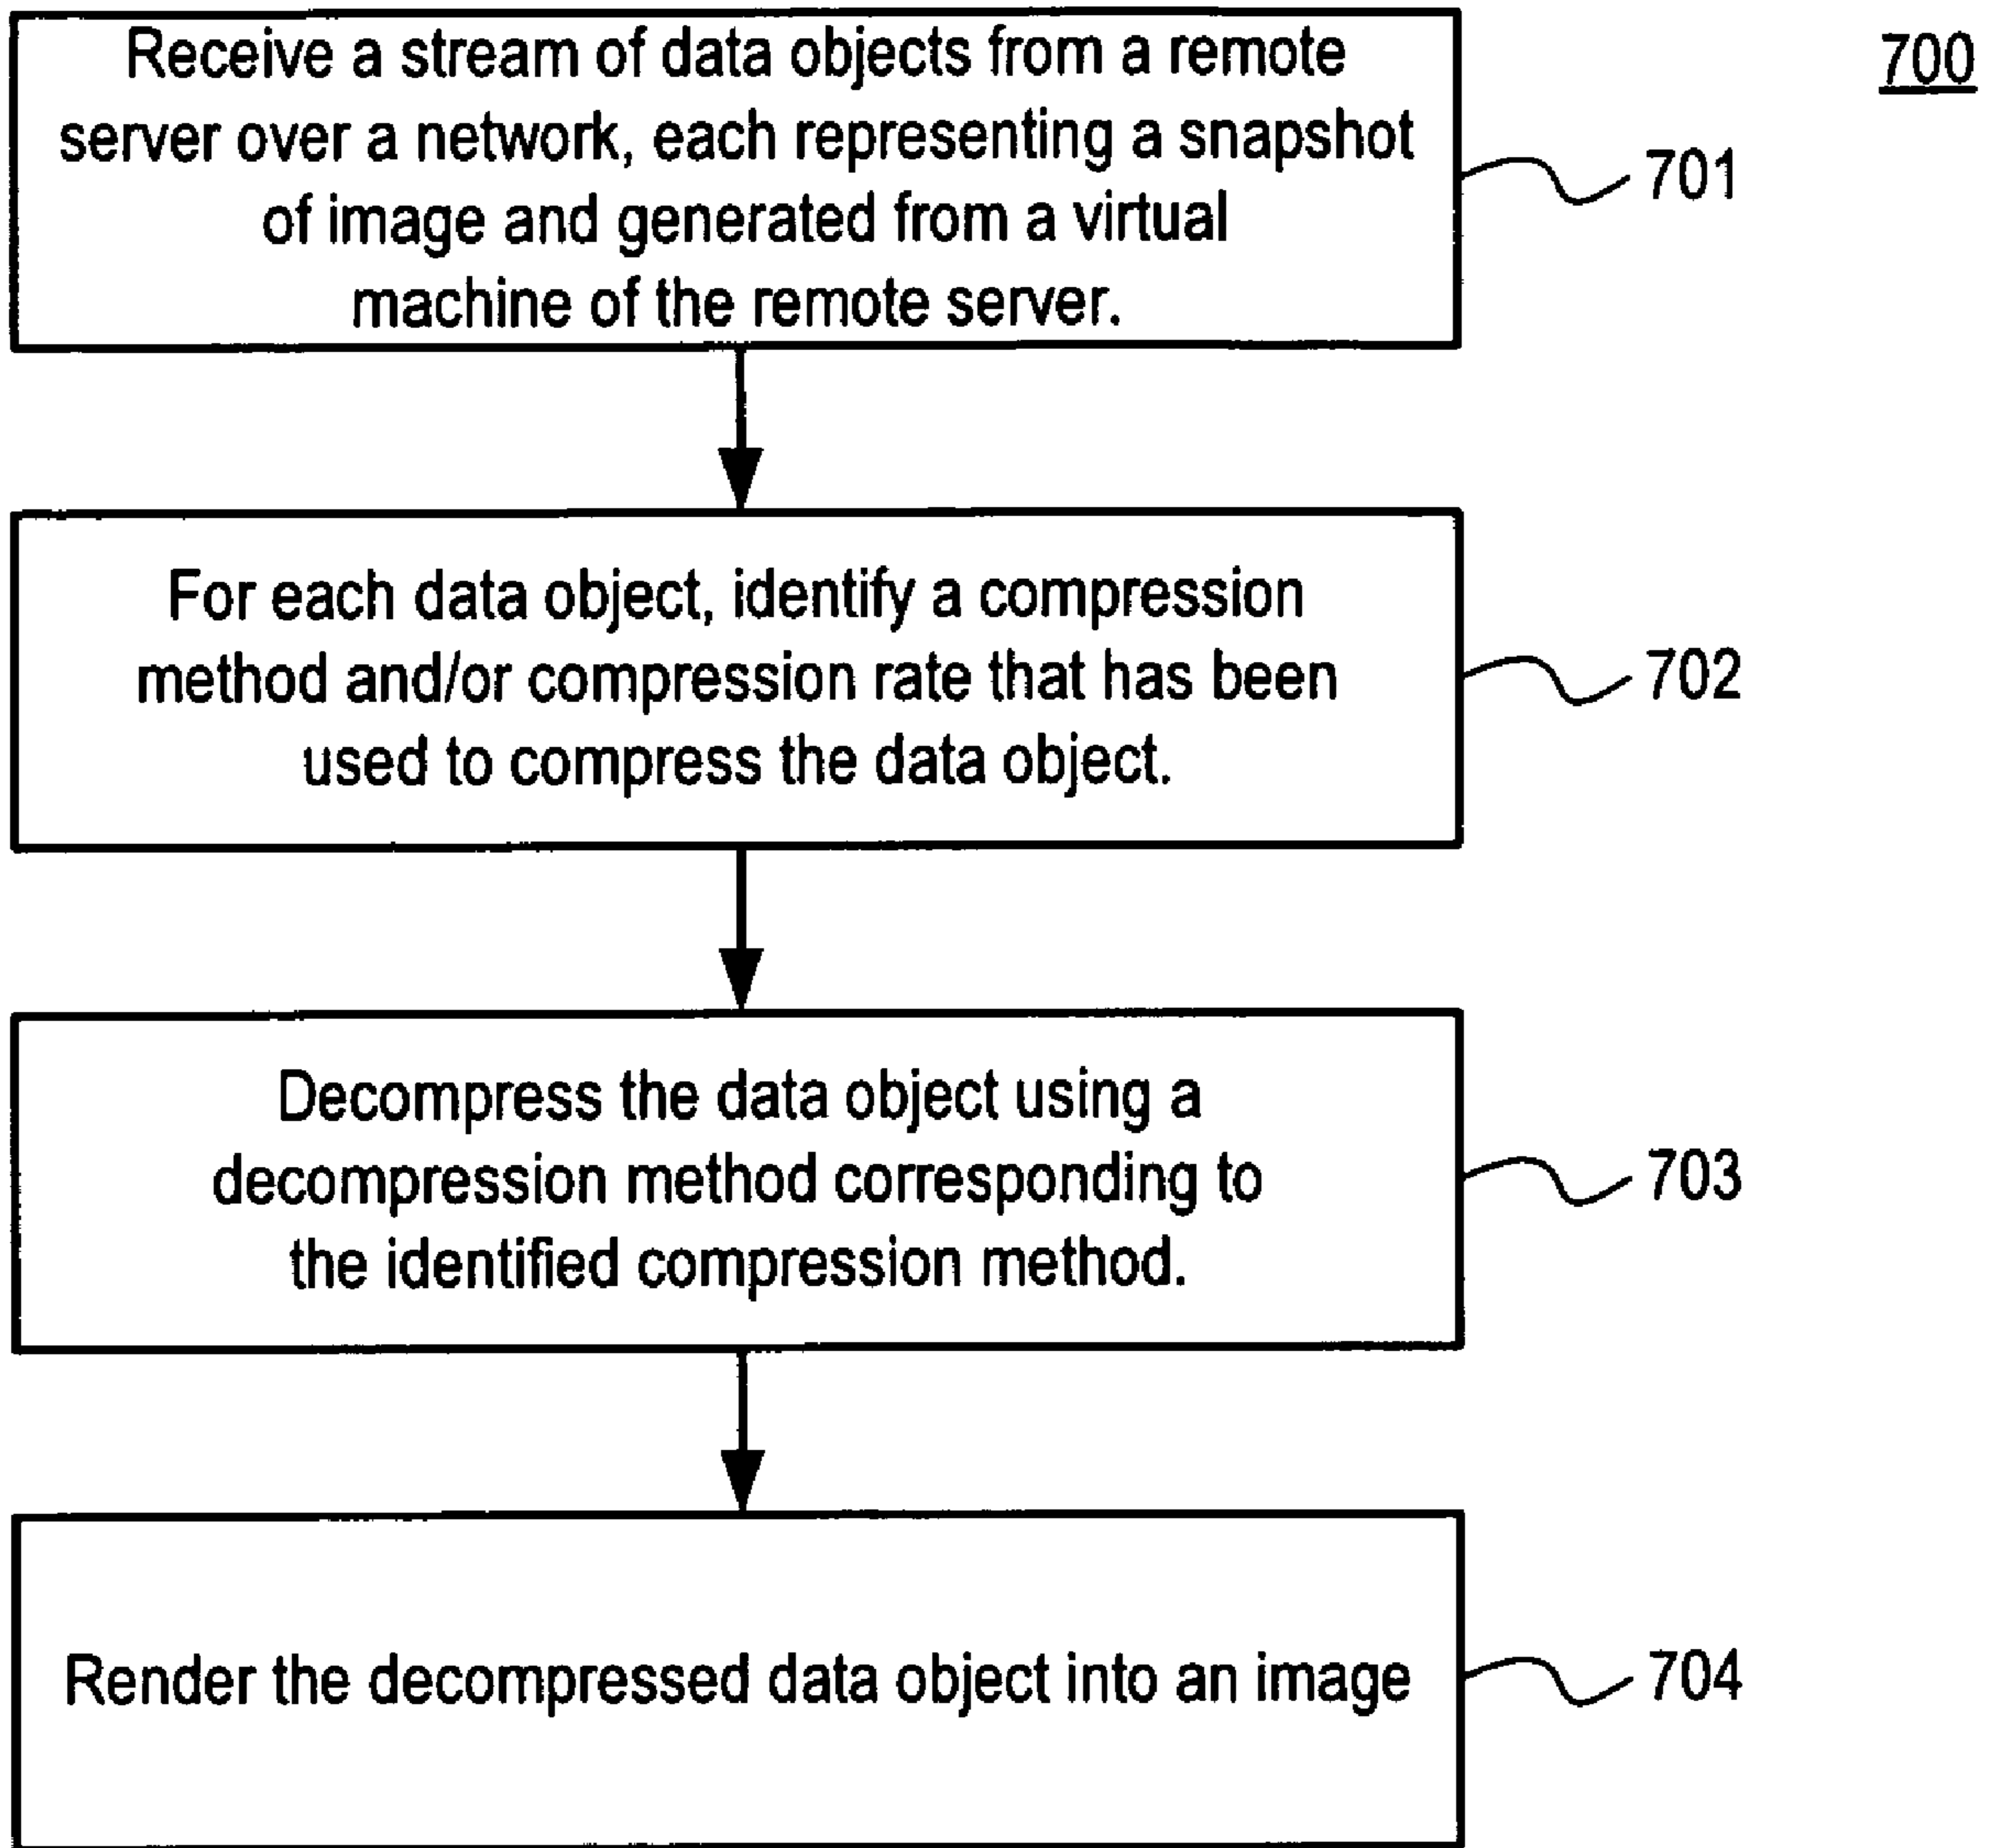 700
Receive a stream of data objects from a remote
server over a network, each representing a snapshot
of image and generated from a virtual
machine of the remote server.
701
For each data object, identify a compression
method and/or compression rate that has been
used to compress the data object.
702
Decompress the data object using a
decompression method corresponding to
the identified compression method.
703
Render the decompressed data object into an image
704